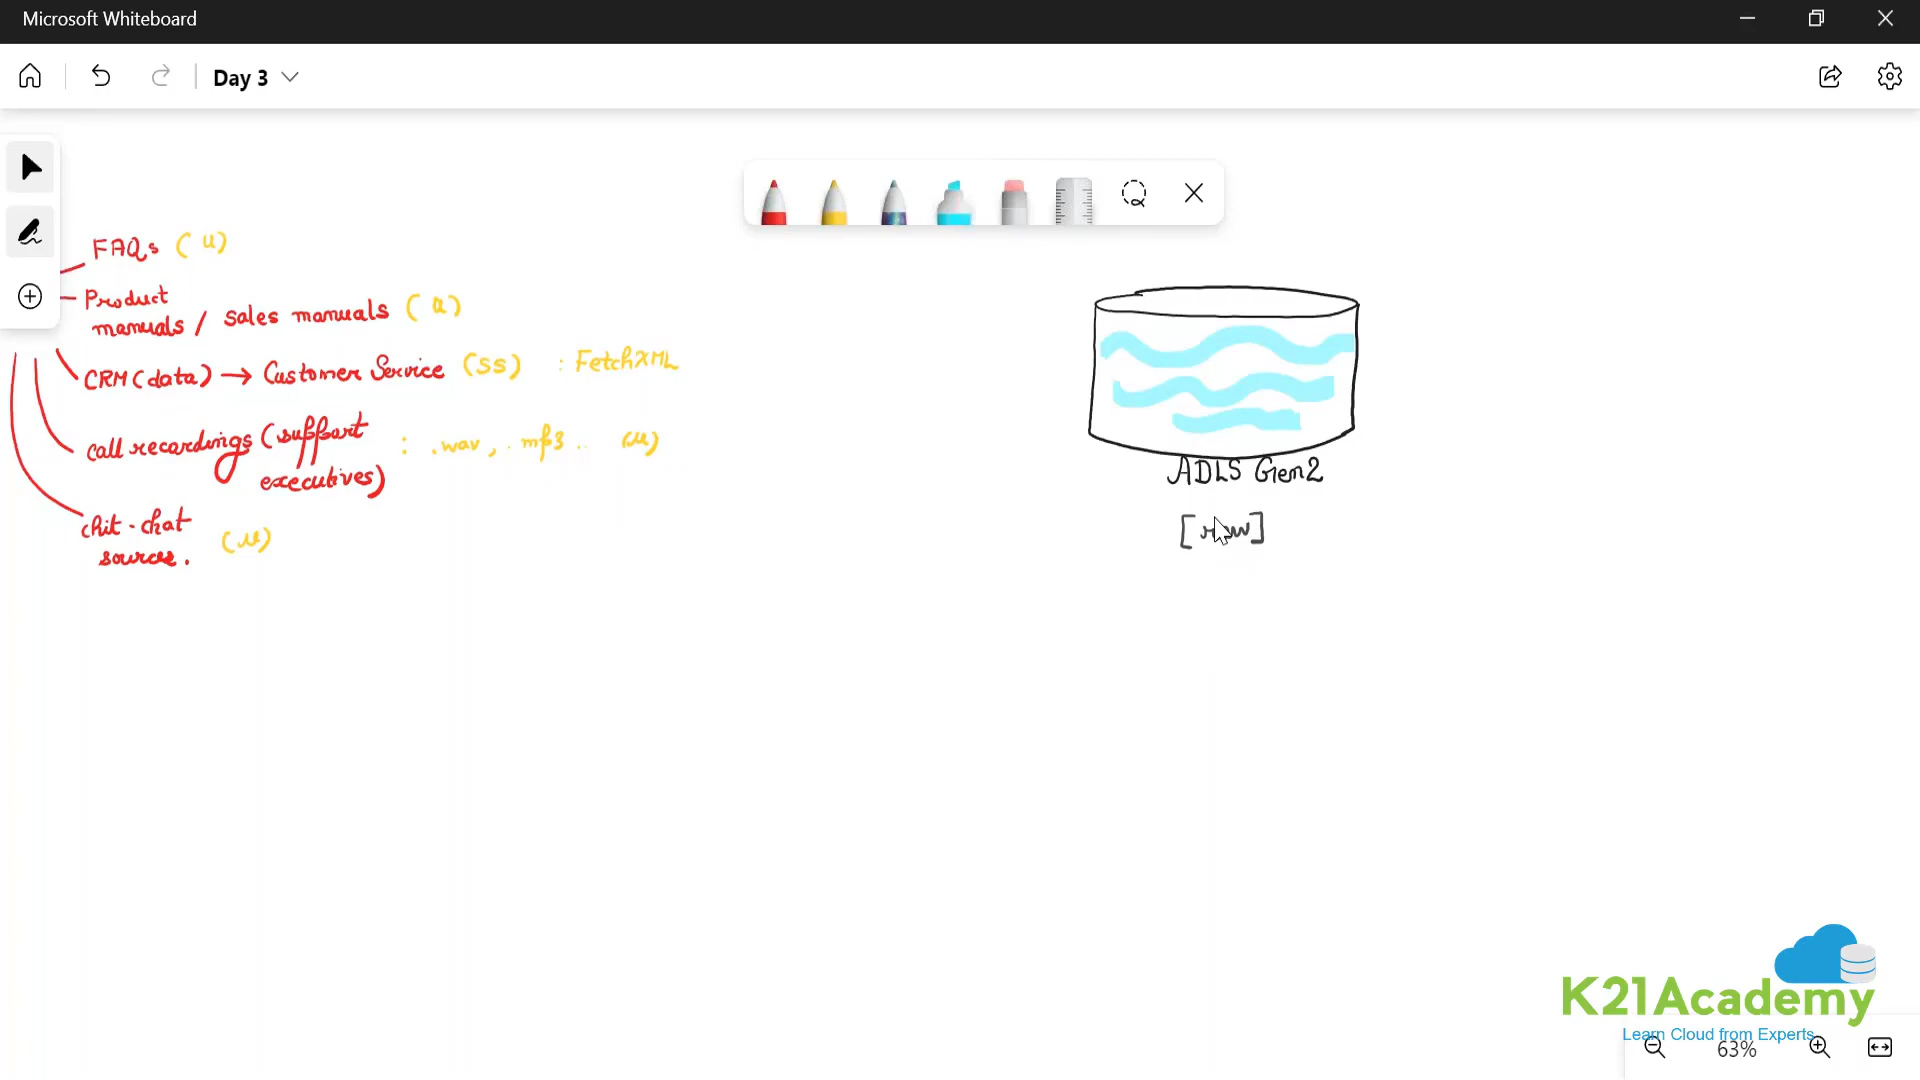 Microsoft Whiteboard
Day 3
FAQs (u)
Product
manuals / sales manuals (u)
CRM(data) → Customer Service (SS) : FetchXML
call recordings (support : .wav, .mp3 .. (u)
executives)
chit-chat (u)
sources.
ADLS Gen2
[raw]
K21Academy
Learn Cloud from Experts
63%